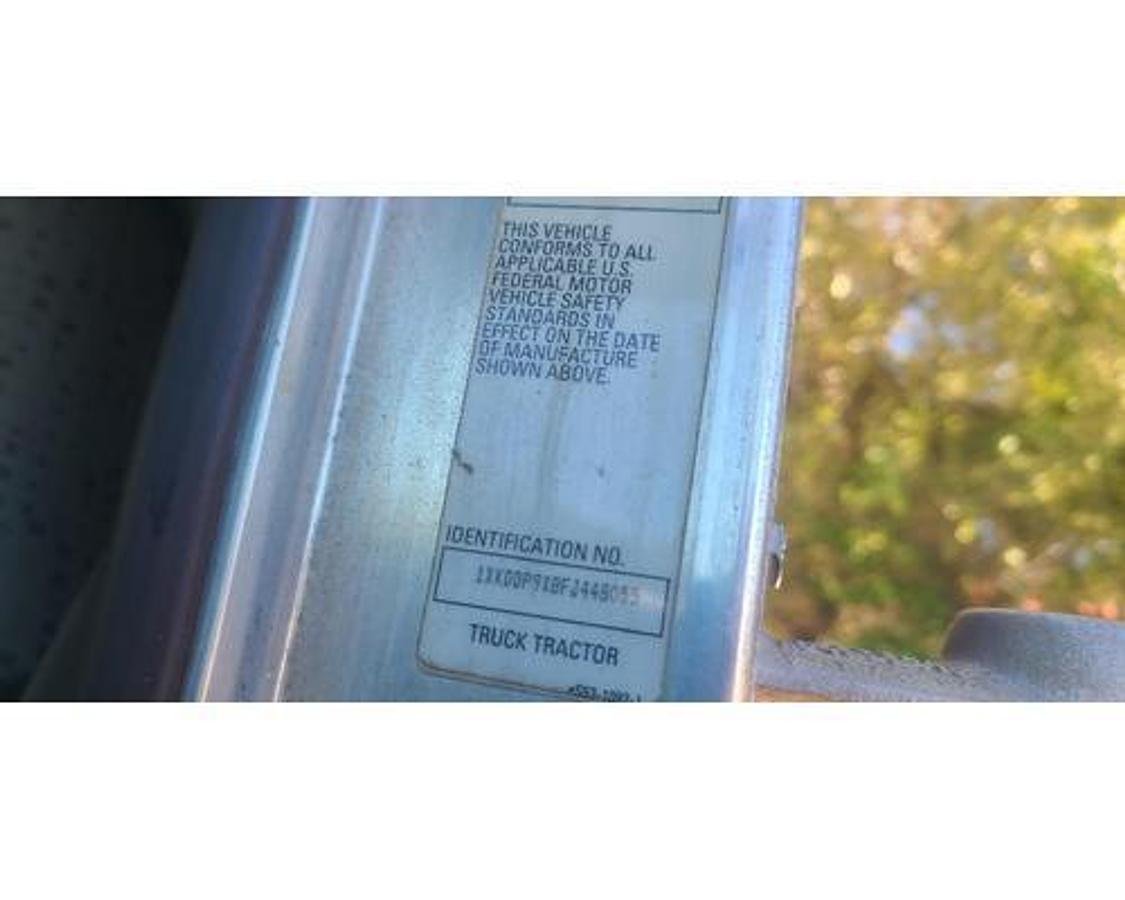 THIS VEHICLE
CONFORMS TO ALL
APPLICABLE U.S.
FEDERAL MOTOR
VEHICLE SAFETY
STANDARDS IN
EFFECT ON THE DATE
OF MANUFACTURE
SHOWN ABOVE.
IDENTIFICATION NO.
TRUCK TRACTOR